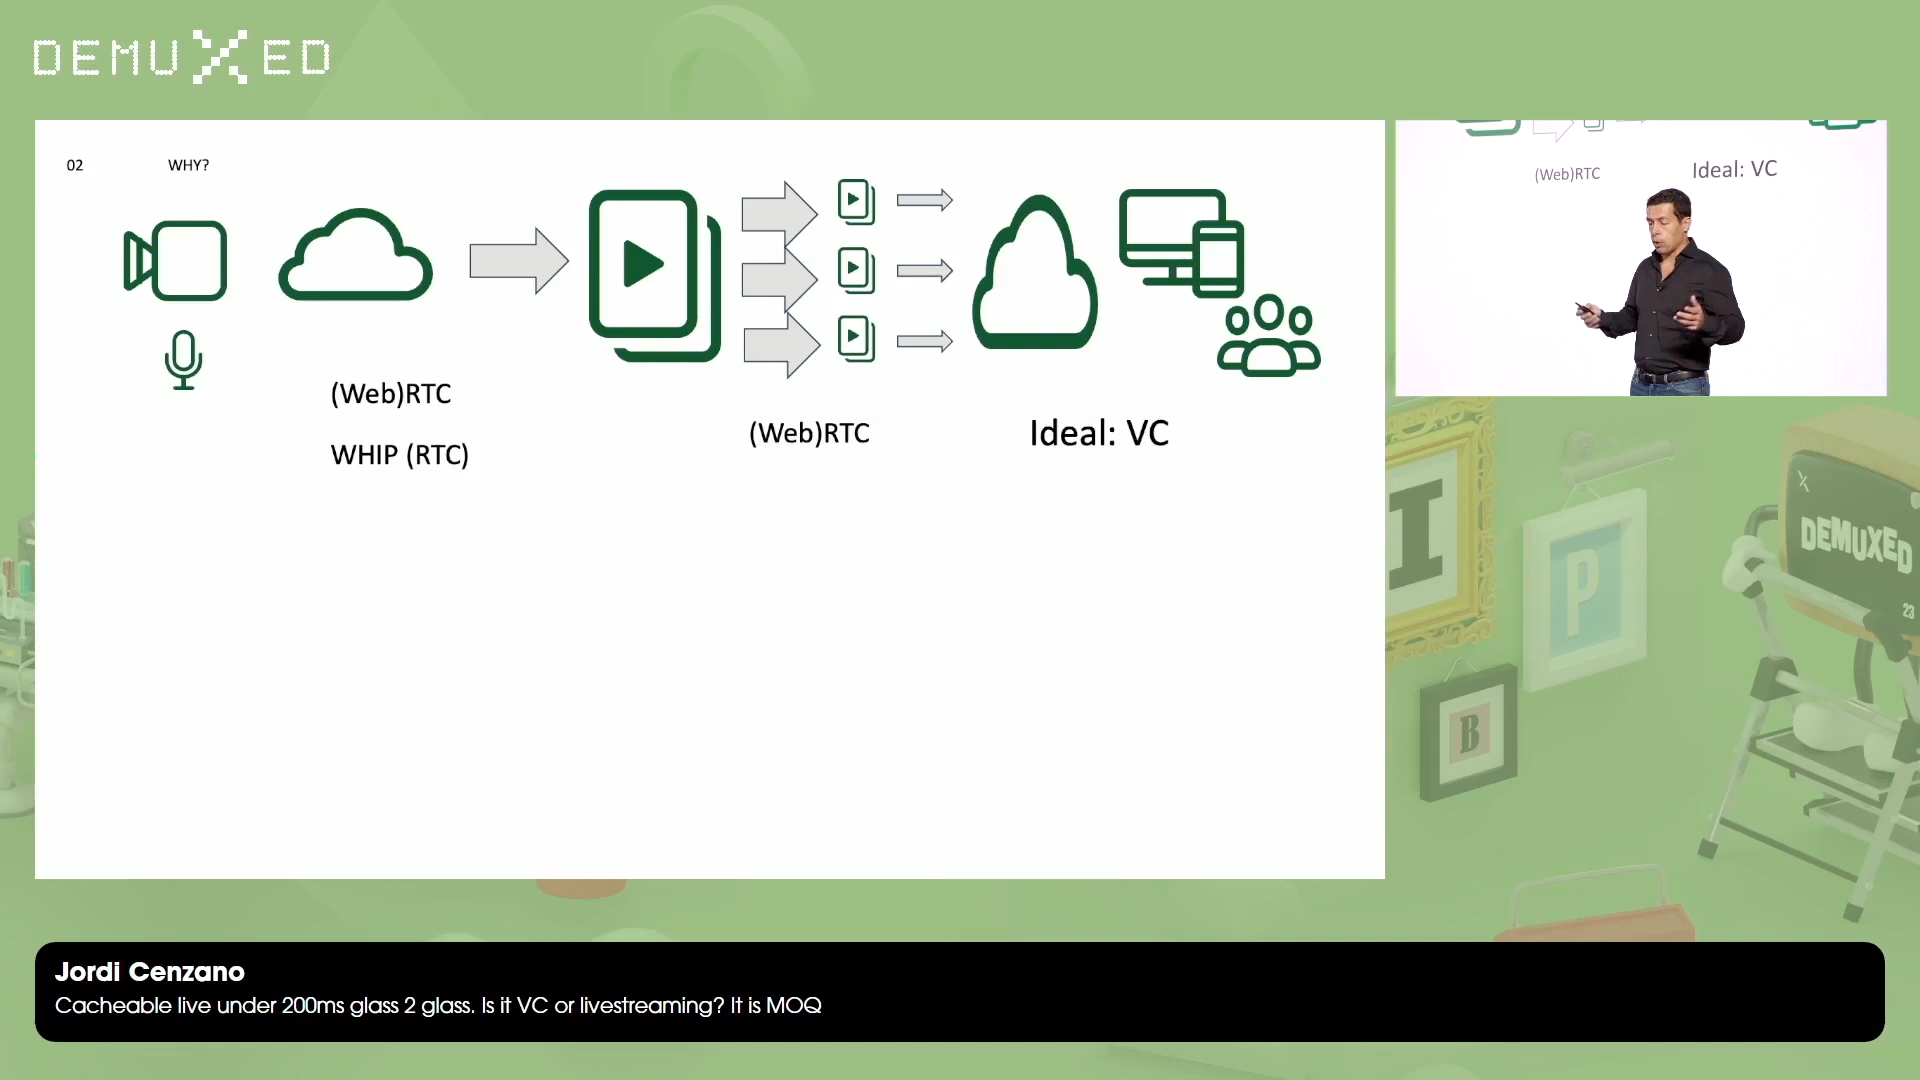 DEMUXED
02 WHY?
(Web)RTC
WHIP (RTC)
(Web)RTC
Ideal: VC
(Web)RTC
Ideal: VC
I
P
B
X
DEMUXED
23
Jordi Cenzano
Cacheable live under 200ms glass 2 glass. Is it VC or livestreaming? It is MOQ